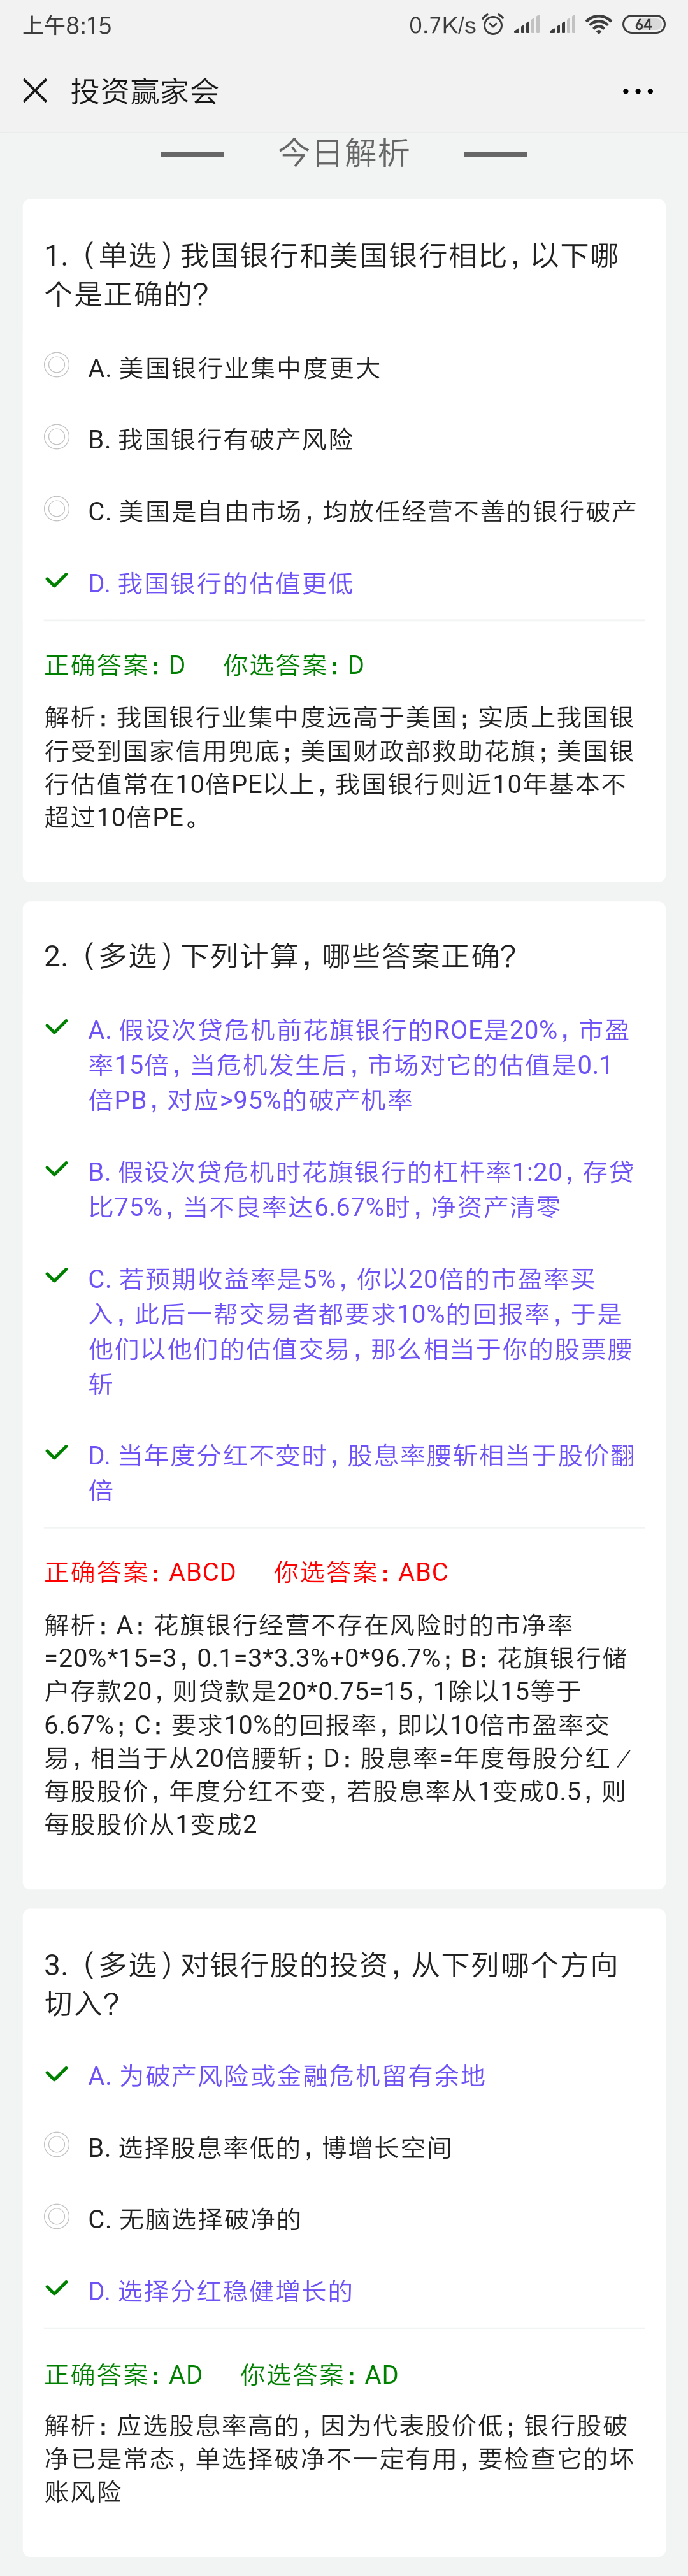 上午8:15
0.7K/s
64
投资赢家会
今日解析
1.（单选）我国银行和美国银行相比，以下哪
个是正确的？
A. 美国银行业集中度更大
B. 我国银行有破产风险
C. 美国是自由市场，均放任经营不善的银行破产
D. 我国银行的估值更低
正确答案：D 你选答案：D
解析：我国银行业集中度远高于美国；实质上我国银
行受到国家信用兜底；美国财政部救助花旗；美国银
行估值常在10倍PE以上，我国银行则近10年基本不
超过10倍PE。
2.（多选）下列计算，哪些答案正确？
A. 假设次贷危机前花旗银行的ROE是20%，市盈
率15倍，当危机发生后，市场对它的估值是0.1
倍PB，对应>95%的破产机率
B. 假设次贷危机时花旗银行的杠杆率1:20，存贷
比75%，当不良率达6.67%时，净资产清零
C. 若预期收益率是5%，你以20倍的市盈率买
入，此后一帮交易者都要求10%的回报率，于是
他们以他们的估值交易，那么相当于你的股票腰
斩
D. 当年度分红不变时，股息率腰斩相当于股价翻
倍
正确答案：ABCD 你选答案：ABC
解析：A：花旗银行经营不存在风险时的市净率
=20%*15=3，0.1=3*3.3%+0*96.7%；B：花旗银行储
户存款20，则贷款是20*0.75=15，1除以15等于
6.67%；C：要求10%的回报率，即以10倍市盈率交
易，相当于从20倍腰斩；D：股息率=年度每股分红／
每股股价，年度分红不变，若股息率从1变成0.5，则
每股股价从1变成2
3.（多选）对银行股的投资，从下列哪个方向
切入？
A. 为破产风险或金融危机留有余地
B. 选择股息率低的，博增长空间
C. 无脑选择破净的
D. 选择分红稳健增长的
正确答案：AD 你选答案：AD
解析：应选股息率高的，因为代表股价低；银行股破
净已是常态，单选择破净不一定有用，要检查它的坏
账风险